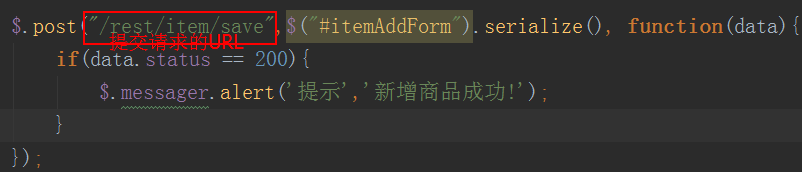 $.post("/rest/item/save",$("#itemAddForm").serialize(), function(data){
提交请求的URL
if(data.status == 200){
$.messager.alert('提示','新增商品成功!');
}
});